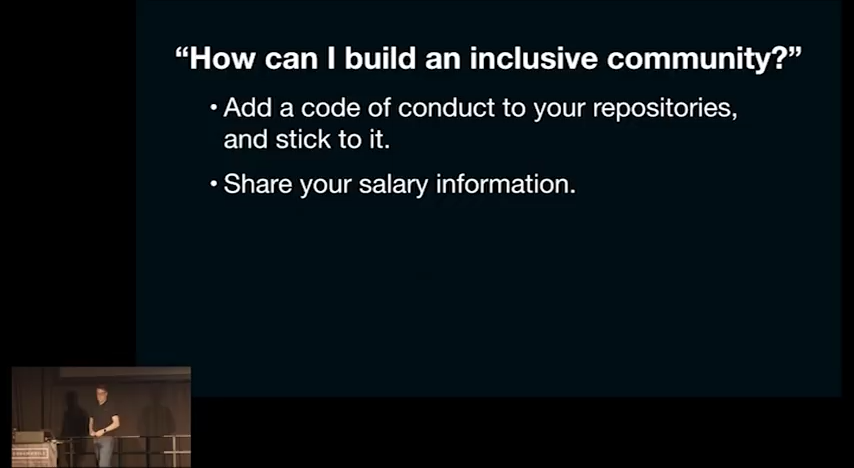 “How can I build an inclusive community?”
• Add a code of conduct to your repositories,
and stick to it.
• Share your salary information.